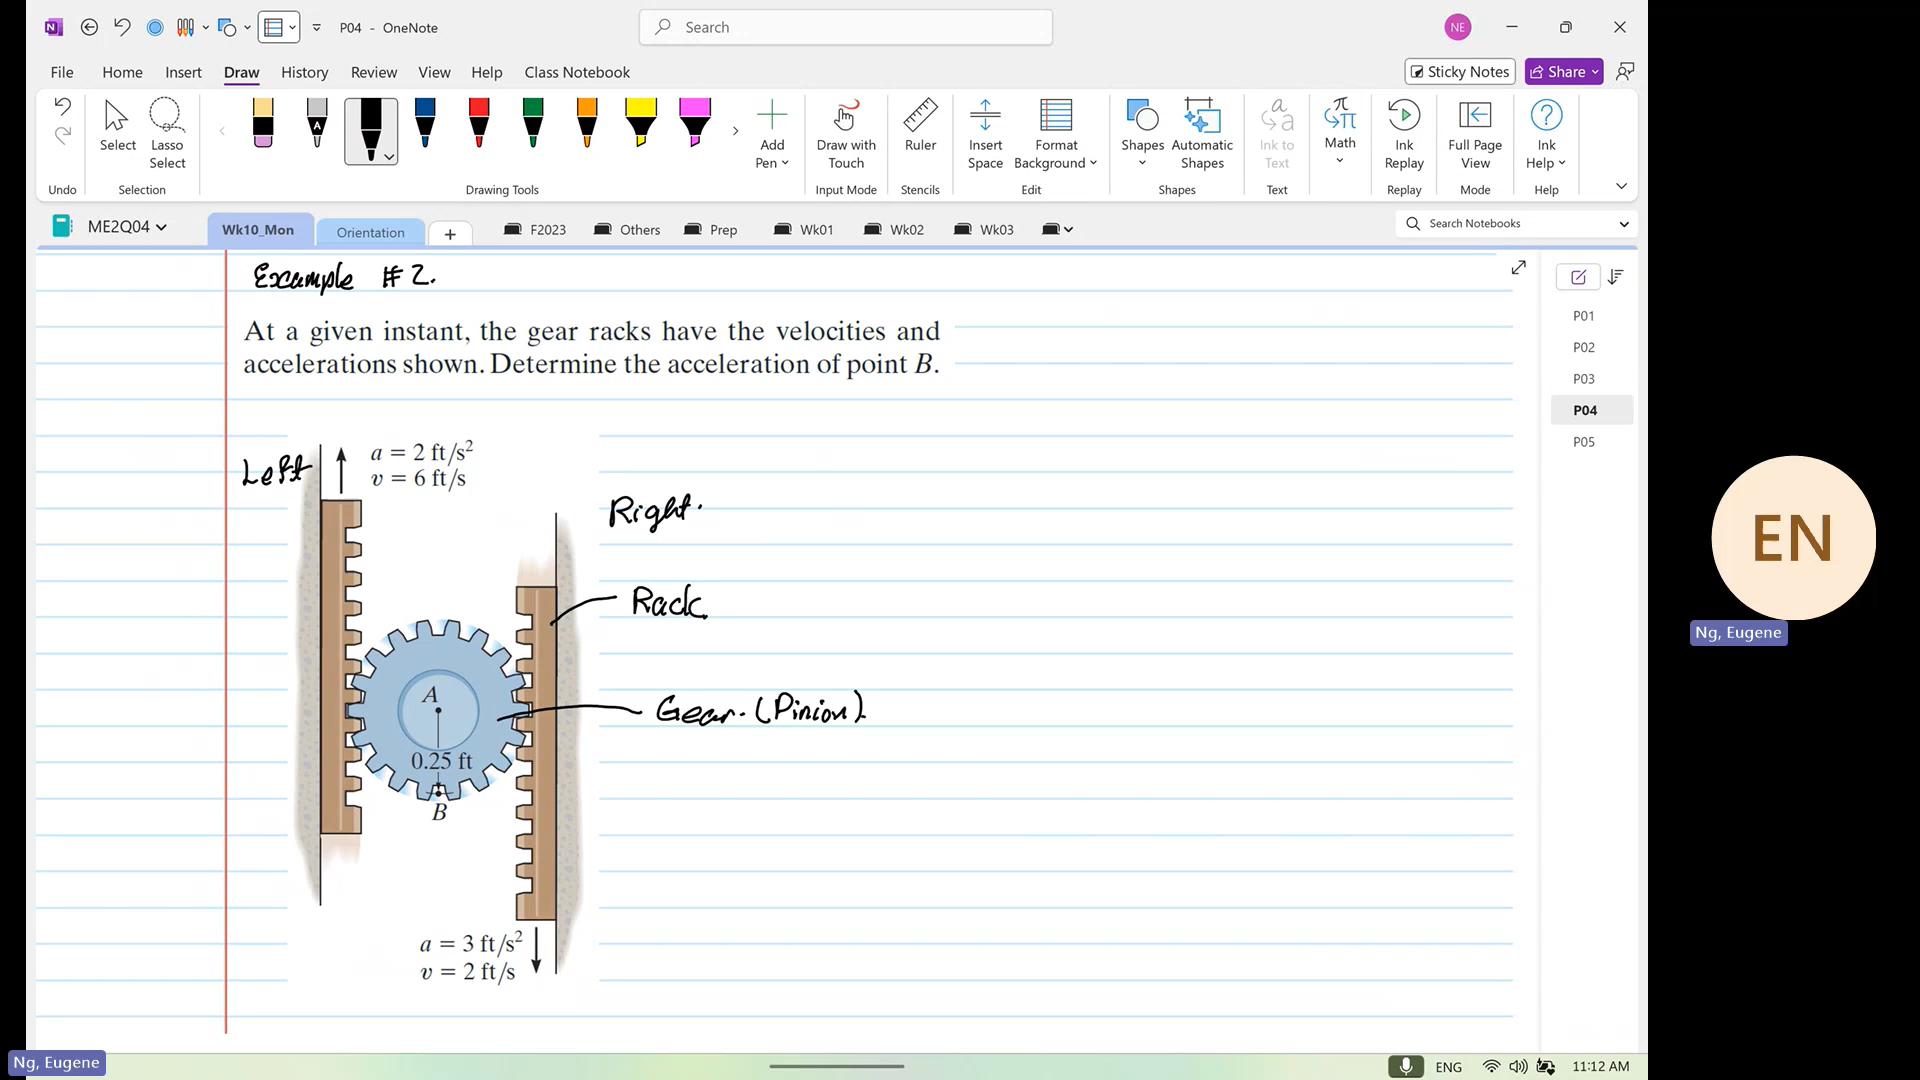 P04 - OneNote
Search
NE
File Home Insert Draw History Review View Help Class Notebook
Sticky Notes
Share
Undo
Select
Lasso Select
Selection
A
Drawing Tools
Add Pen
Draw with Touch
Input Mode
Ruler
Stencils
Insert Space
Format Background
Edit
Shapes
Automatic Shapes
Shapes
Ink to Text
Text
Math
Ink Replay
Replay
Full Page View
Mode
Ink Help
Help
ME2Q04
Wk10_Mon
Orientation
+
F2023
Others
Prep
Wk01
Wk02
Wk03
Search Notebooks
Example #2.
At a given instant, the gear racks have the velocities and
accelerations shown. Determine the acceleration of point B.
Left
a = 2 ft/s²
v = 6 ft/s
Right.
Rack.
A
Gear. (Pinion).
0.25 ft
B
a = 3 ft/s²
v = 2 ft/s
P01
P02
P03
P04
P05
EN
Ng, Eugene
Ng, Eugene
ENG
11:12 AM